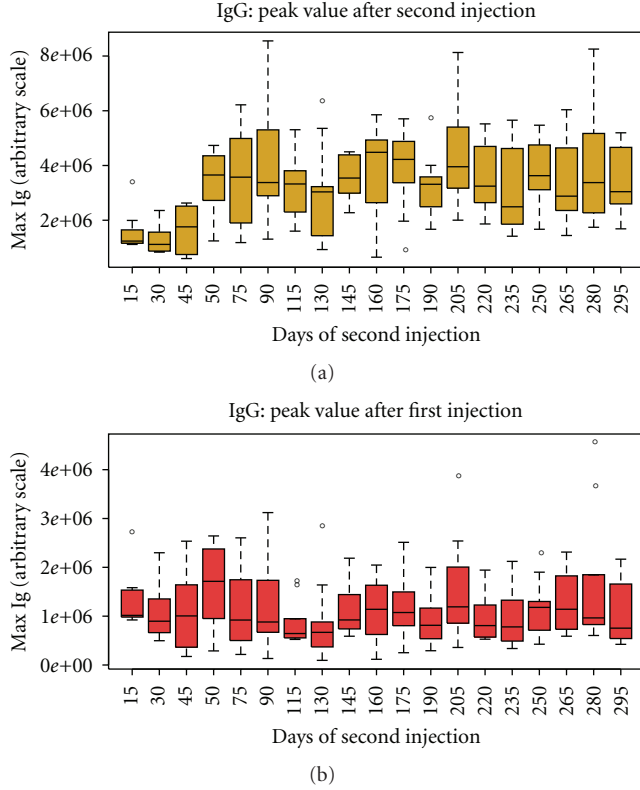 IgG: peak value after second injection
Max Ig (arbitrary scale)
8e+06
6e+06
4e+06
2e+06
15 30 45 50 75 90 115 130 145 160 175 190 205 220 235 250 265 280 295
Days of second injection
(a)
IgG: peak value after first injection
Max Ig (arbitrary scale)
4e+06
3e+06
2e+06
1e+06
0e+00
15 30 45 50 75 90 115 130 145 160 175 190 205 220 235 250 265 280 295
Days of second injection
(b)